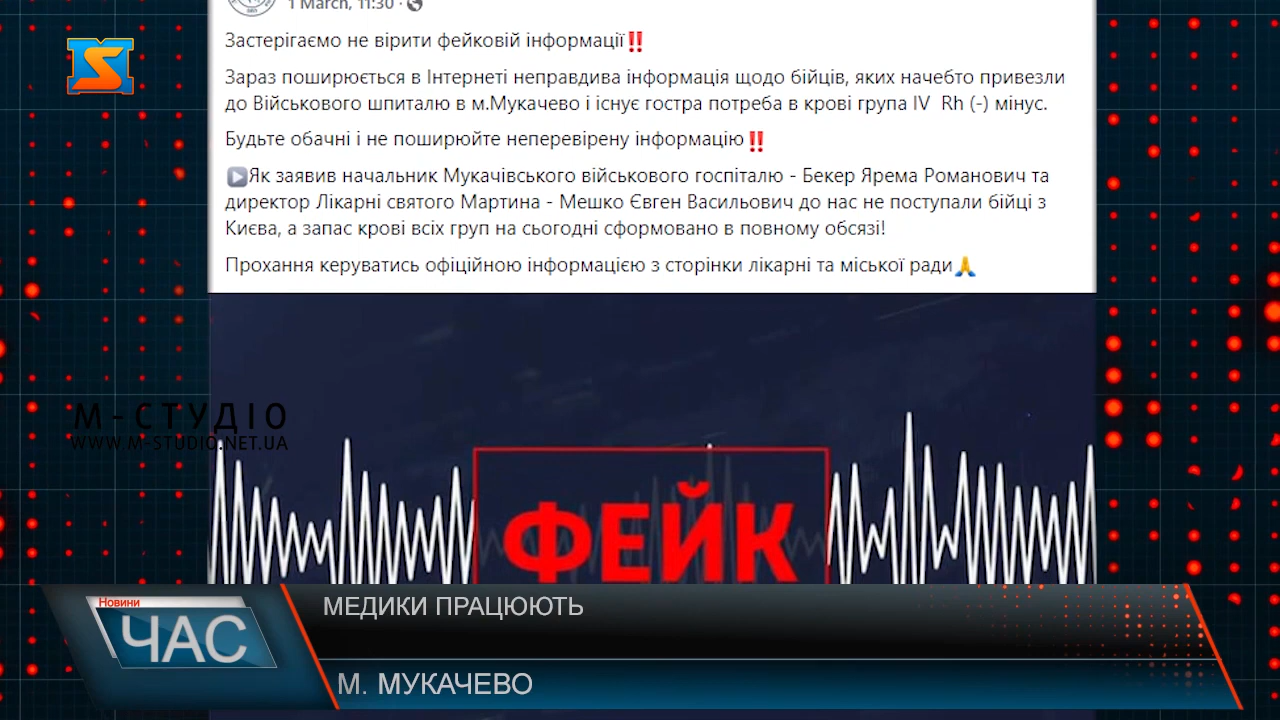 1 March, 11:30 ·
Застерігаємо не вірити фейковій інформації‼
Зараз поширюється в Інтернеті неправдива інформація щодо бійців, яких начебто привезли
до Військового шпиталю в м.Мукачево і існує гостра потреба в крові група IV Rh (-) мінус.
Будьте обачні і не поширюйте неперевірену інформацію‼
▶Як заявив начальник Мукачівського військового госпіталю - Бекер Ярема Романович та
директор Лікарні святого Мартина - Мешко Євген Васильович до нас не поступали бійці з
Києва, а запас крові всіх груп на сьогодні сформовано в повному обсязі!
Прохання керуватись офіційною інформацією з сторінки лікарні та міської ради🙏
М-СТУДІО
WWW.M-STUDIO.NET.UA
ФЕЙК
Новини
ЧАС
МЕДИКИ ПРАЦЮЮТЬ
М. МУКАЧЕВО